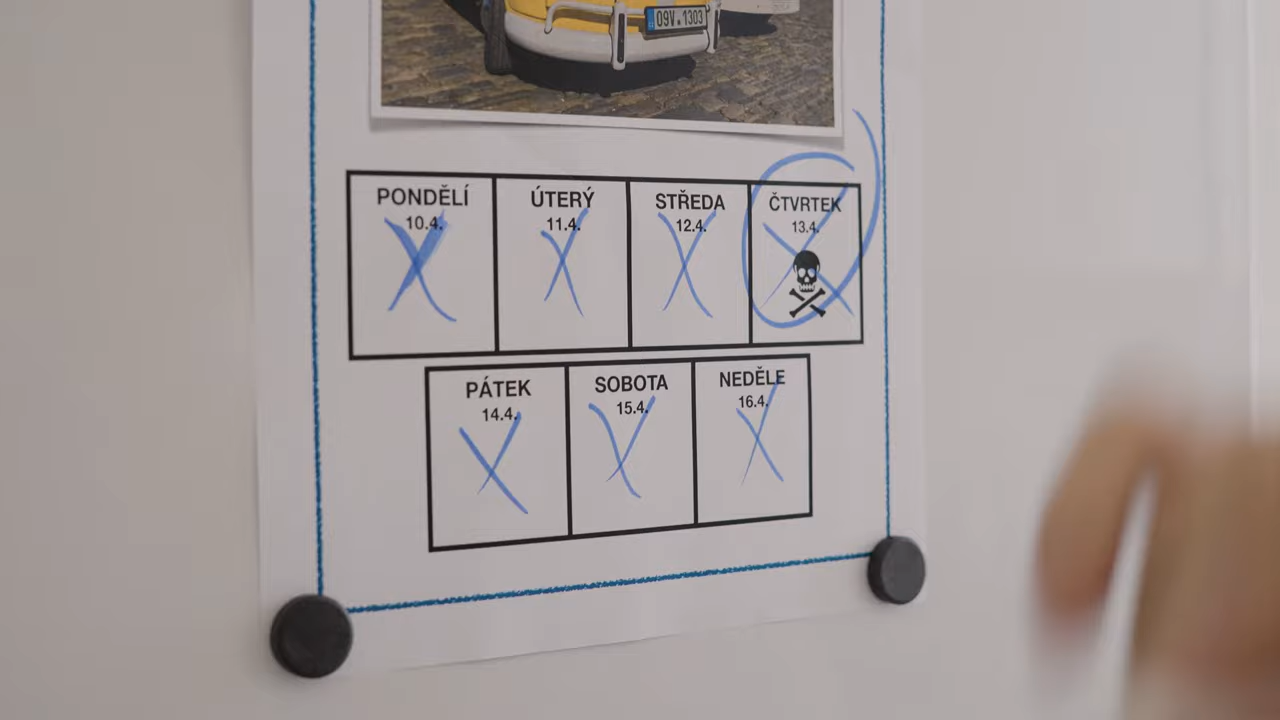 09V 1303
PONDĚLÍ ÚTERÝ STŘEDA ČTVRTEK
10.4. 11.4. 12.4. 13.4.
PÁTEK SOBOTA NEDĚLE
14.4. 15.4. 16.4.